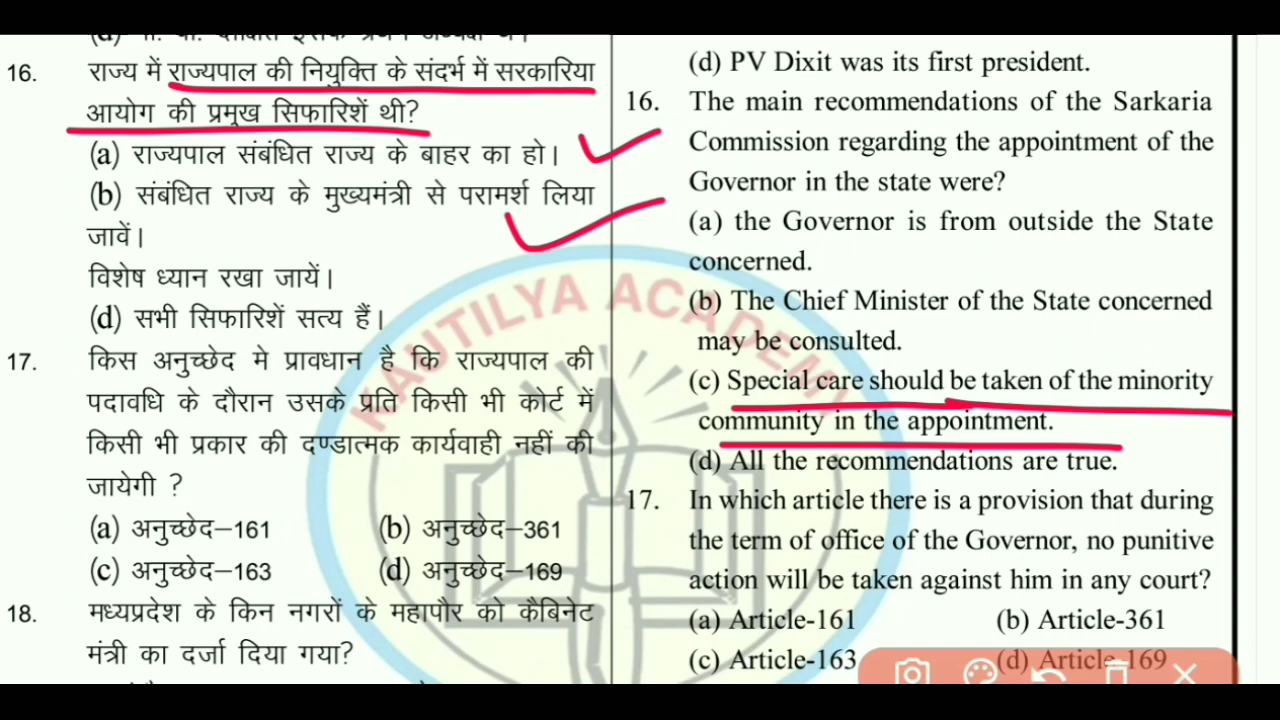 16. राज्य में राज्यपाल की नियुक्ति के संदर्भ में सरकारिया
आयोग की प्रमुख सिफारिशें थी?
(a) राज्यपाल संबंधित राज्य के बाहर का हो।
(b) संबंधित राज्य के मुख्यमंत्री से परामर्श लिया
जावें।
विशेष ध्यान रखा जायें।
(d) सभी सिफारिशें सत्य हैं।
17. किस अनुच्छेद मे प्रावधान है कि राज्यपाल की
पदावधि के दौरान उसके प्रति किसी भी कोर्ट में
किसी भी प्रकार की दण्डात्मक कार्यवाही नहीं की
जायेगी ?
(a) अनुच्छेद–161 (b) अनुच्छेद–361
(c) अनुच्छेद–163 (d) अनुच्छेद–169
18. मध्यप्रदेश के किन नगरों के महापौर को कैबिनेट
मंत्री का दर्जा दिया गया?
(d) PV Dixit was its first president.
16. The main recommendations of the Sarkaria
Commission regarding the appointment of the
Governor in the state were?
(a) the Governor is from outside the State
concerned.
(b) The Chief Minister of the State concerned
may be consulted.
(c) Special care should be taken of the minority
community in the appointment.
(d) All the recommendations are true.
17. In which article there is a provision that during
the term of office of the Governor, no punitive
action will be taken against him in any court?
(a) Article-161 (b) Article-361
(c) Article-163 (d) Article-169
KAUTILYA ACADEMY